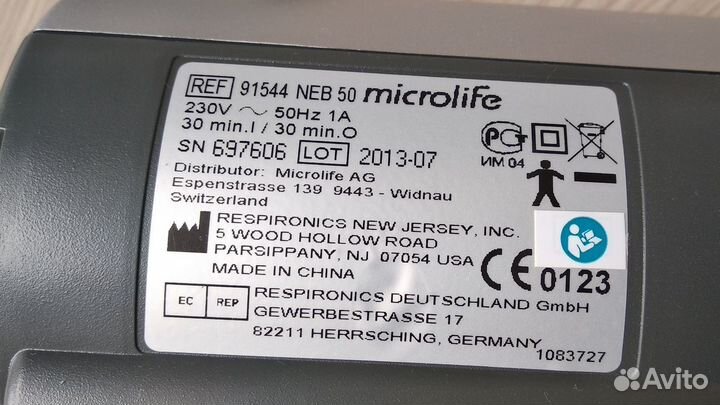 REF 91544 NEB 50 microlife
230V ~ 50Hz 1A
30 min.I / 30 min.O
SN 697606 LOT 2013-07
РСТ
ИМ 04
Distributor: Microlife AG
Espenstrasse 139 9443 - Widnau
Switzerland
RESPIRONICS NEW JERSEY, INC.
5 WOOD HOLLOW ROAD
PARSIPPANY, NJ 07054 USA
MADE IN CHINA
CE 0123
EC REP
RESPIRONICS DEUTSCHLAND GmbH
GEWERBESTRASSE 17
82211 HERRSCHING, GERMANY
1083727
Avito